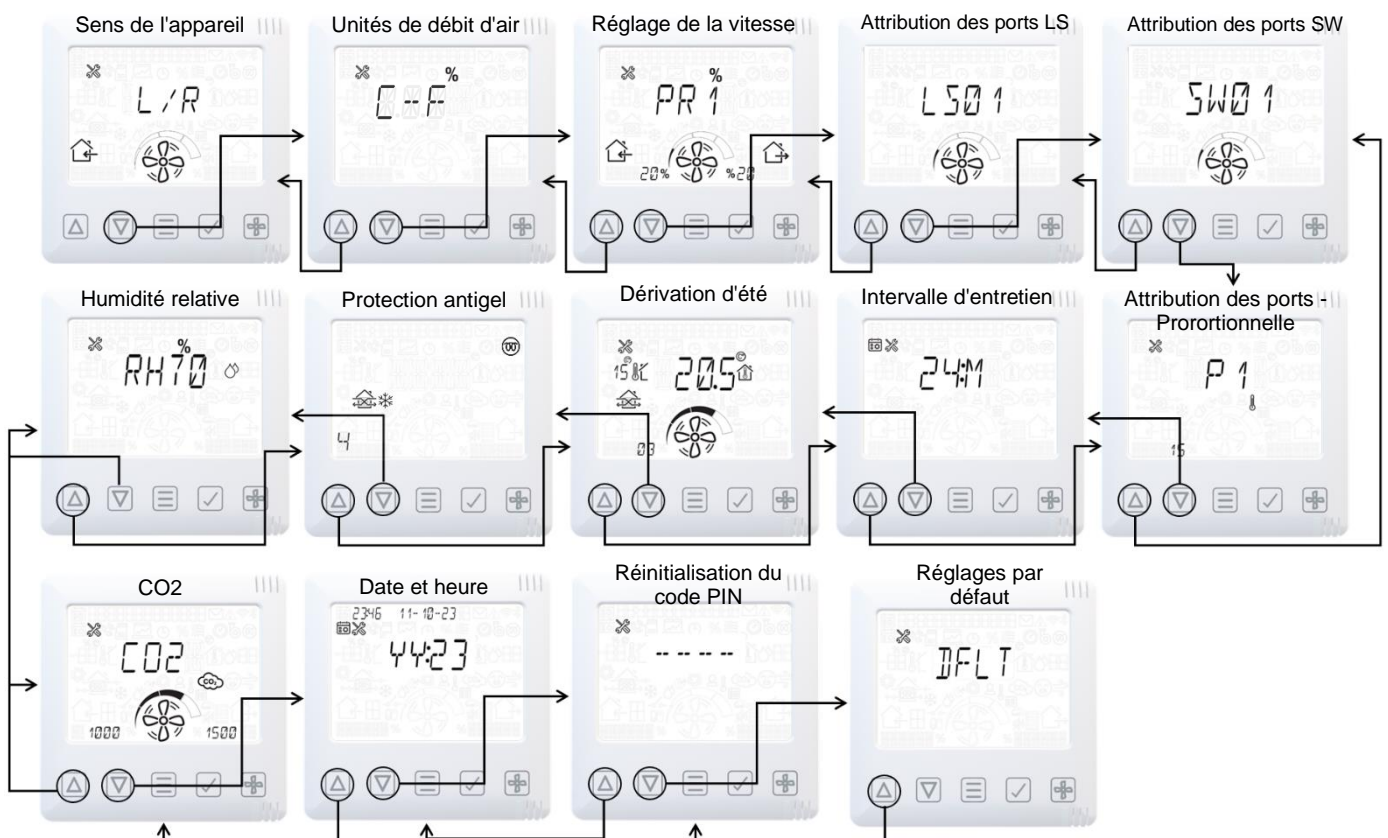 Sens de l'appareil
L/R
Unités de débit d'air
%
C-F
Réglage de la vitesse
%
PR1
20% %20
Attribution des ports LS
LS01
Attribution des ports SW
SW01
Humidité relative
%
RH70
Protection antigel
4
Dérivation d'été
15 20.5
03
Intervalle d'entretien
24:M
Attribution des ports -
Prorortionnelle
P1
15
CO2
CO2
CO₂
1000 1500
Date et heure
23:46 11-10-23
YY:23
Réinitialisation du
code PIN
-- -- -- --
Réglages par
défaut
DFLT